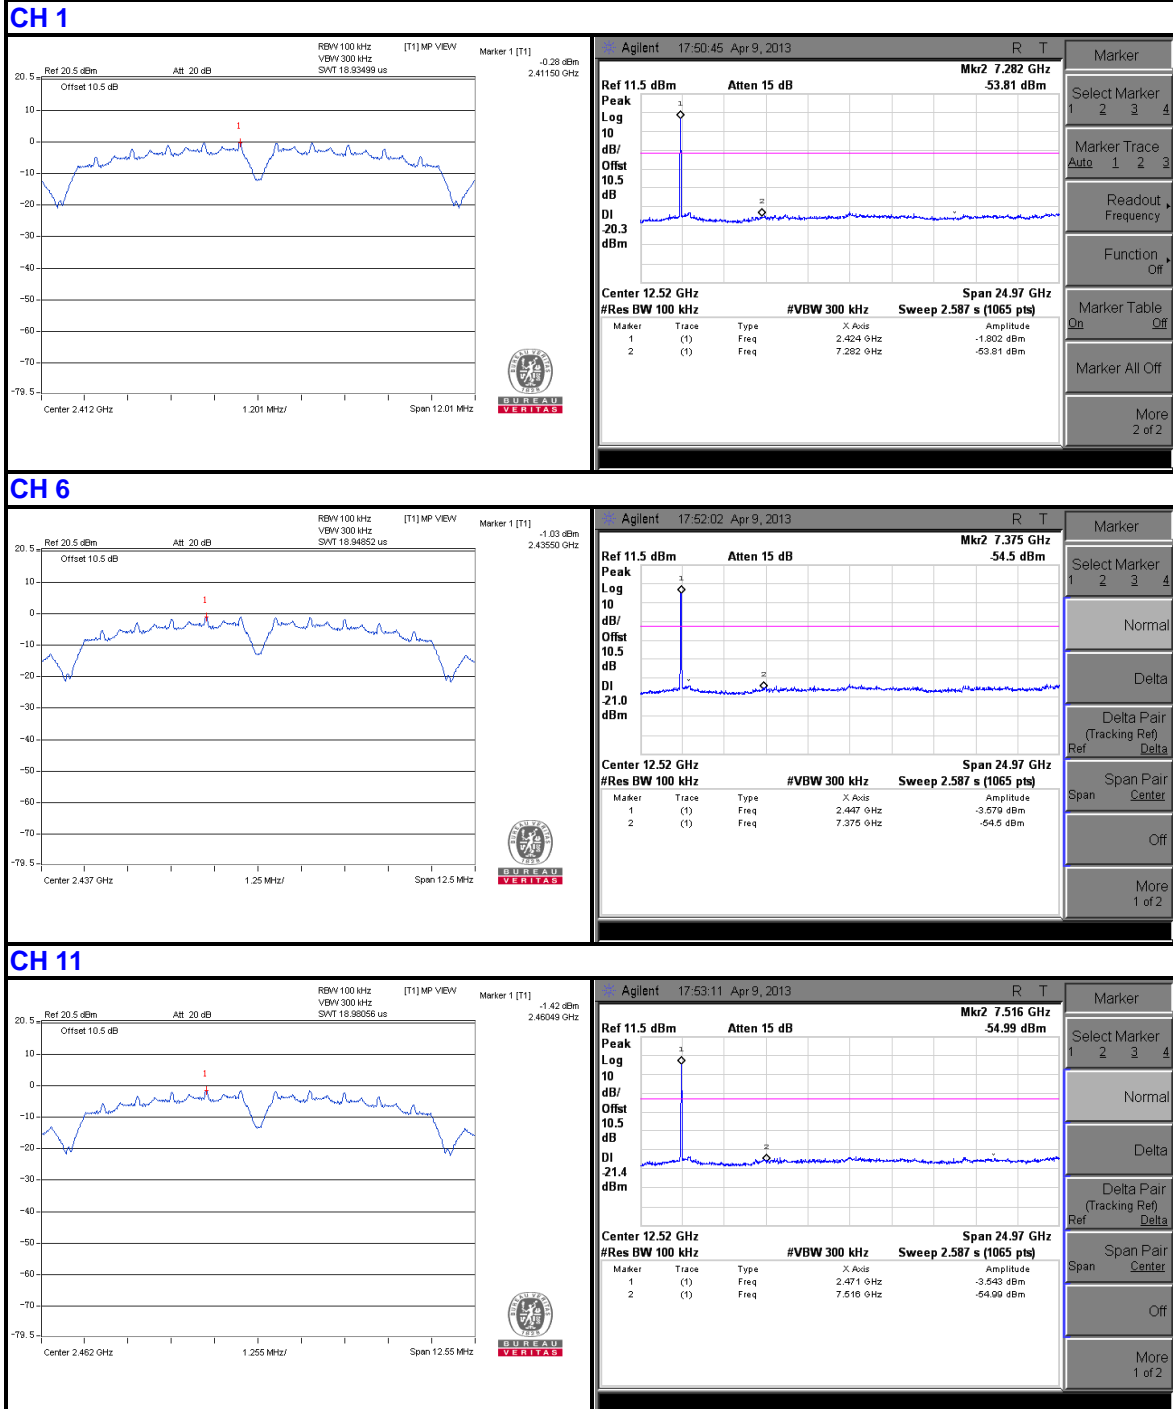 CH 1
RBW 100 kHz [T1] MP VIEW
VBW 300 kHz
SWT 18.93499 us
Marker 1 [T1]
-0.28 dBm
2.41150 GHz
Ref 20.5 dBm Att 20 dB
Offset 10.5 dB
20.5
10
0
-10
-20
-30
-40
-50
-60
-70
-79.5
1
Center 2.412 GHz 1.201 MHz/ Span 12.01 MHz
BUREAU
VERITAS
Agilent 17:50:45 Apr 9, 2013 R T
Mkr2 7.282 GHz
Ref 11.5 dBm Atten 15 dB -53.81 dBm
Peak
Log
10
dB/
Offst
10.5
dB
DI
-20.3
dBm
1
2
Center 12.52 GHz Span 24.97 GHz
#Res BW 100 kHz #VBW 300 kHz Sweep 2.587 s (1065 pts)
Marker Trace Type X Axis Amplitude
1 (1) Freq 2.424 GHz -1.802 dBm
2 (1) Freq 7.282 GHz -53.81 dBm
Marker
Select Marker
1 2 3 4
Marker Trace
Auto 1 2 3
Readout
Frequency
Function
Off
Marker Table
On Off
Marker All Off
More
2 of 2
CH 6
RBW 100 kHz [T1] MP VIEW
VBW 300 kHz
SWT 18.94852 us
Marker 1 [T1]
-1.03 dBm
2.43550 GHz
Ref 20.5 dBm Att 20 dB
Offset 10.5 dB
20.5
10
0
-10
-20
-30
-40
-50
-60
-70
-79.5
1
Center 2.437 GHz 1.25 MHz/ Span 12.5 MHz
BUREAU
VERITAS
Agilent 17:52:02 Apr 9, 2013 R T
Mkr2 7.375 GHz
Ref 11.5 dBm Atten 15 dB -54.5 dBm
Peak
Log
10
dB/
Offst
10.5
dB
DI
-21.0
dBm
1
2
Center 12.52 GHz Span 24.97 GHz
#Res BW 100 kHz #VBW 300 kHz Sweep 2.587 s (1065 pts)
Marker Trace Type X Axis Amplitude
1 (1) Freq 2.447 GHz -3.579 dBm
2 (1) Freq 7.375 GHz -54.5 dBm
Marker
Select Marker
1 2 3 4
Normal
Delta
Delta Pair
(Tracking Ref)
Ref Delta
Span Pair
Span Center
Off
More
1 of 2
CH 11
RBW 100 kHz [T1] MP VIEW
VBW 300 kHz
SWT 18.98056 us
Marker 1 [T1]
-1.42 dBm
2.46049 GHz
Ref 20.5 dBm Att 20 dB
Offset 10.5 dB
20.5
10
0
-10
-20
-30
-40
-50
-60
-70
-79.5
1
Center 2.462 GHz 1.255 MHz/ Span 12.55 MHz
BUREAU
VERITAS
Agilent 17:53:11 Apr 9, 2013 R T
Mkr2 7.516 GHz
Ref 11.5 dBm Atten 15 dB -54.99 dBm
Peak
Log
10
dB/
Offst
10.5
dB
DI
-21.4
dBm
1
2
Center 12.52 GHz Span 24.97 GHz
#Res BW 100 kHz #VBW 300 kHz Sweep 2.587 s (1065 pts)
Marker Trace Type X Axis Amplitude
1 (1) Freq 2.471 GHz -3.543 dBm
2 (1) Freq 7.516 GHz -54.99 dBm
Marker
Select Marker
1 2 3 4
Normal
Delta
Delta Pair
(Tracking Ref)
Ref Delta
Span Pair
Span Center
Off
More
1 of 2